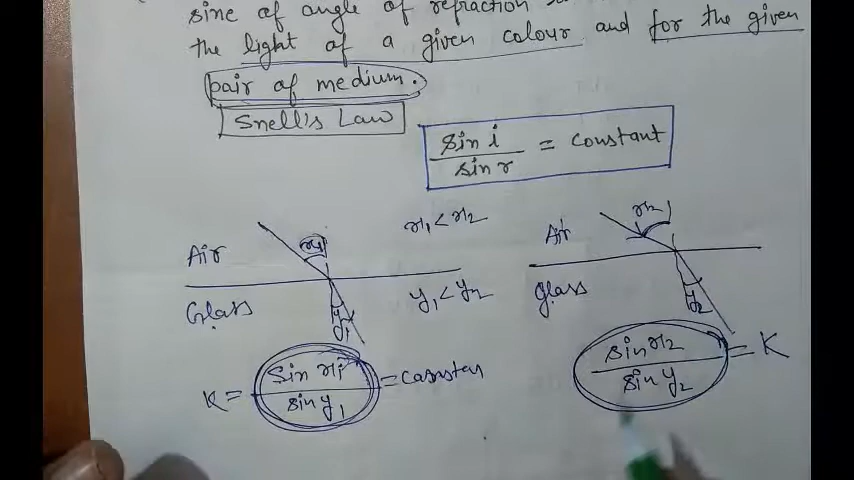 sine of angle of refraction
the light of a given colour and for the given
pair of medium.
Snell's Law
sin i / sin r = constant
x1 < x2
x1
x2
Air
Air
Glass
y1 < y2
Glass
y1
y2
K = sin x1 / sin y1 =
sin x2 / sin y2 = K